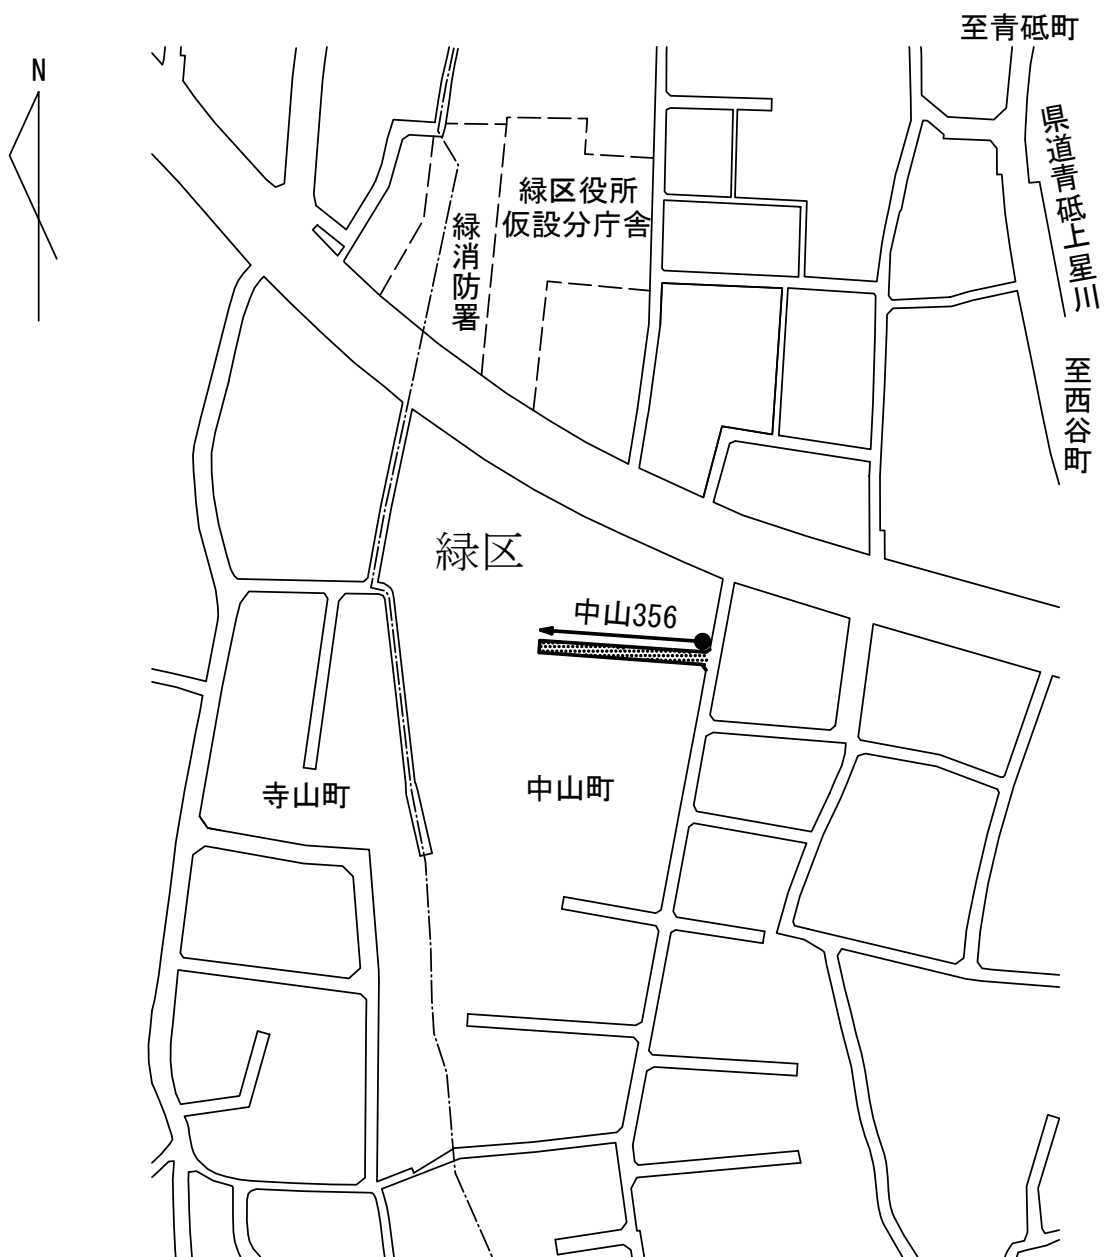 至青砥町
N
県道青砥上星川
緑区役所
仮設分庁舎
緑消防署
至西谷町
緑区
中山356
寺山町
中山町